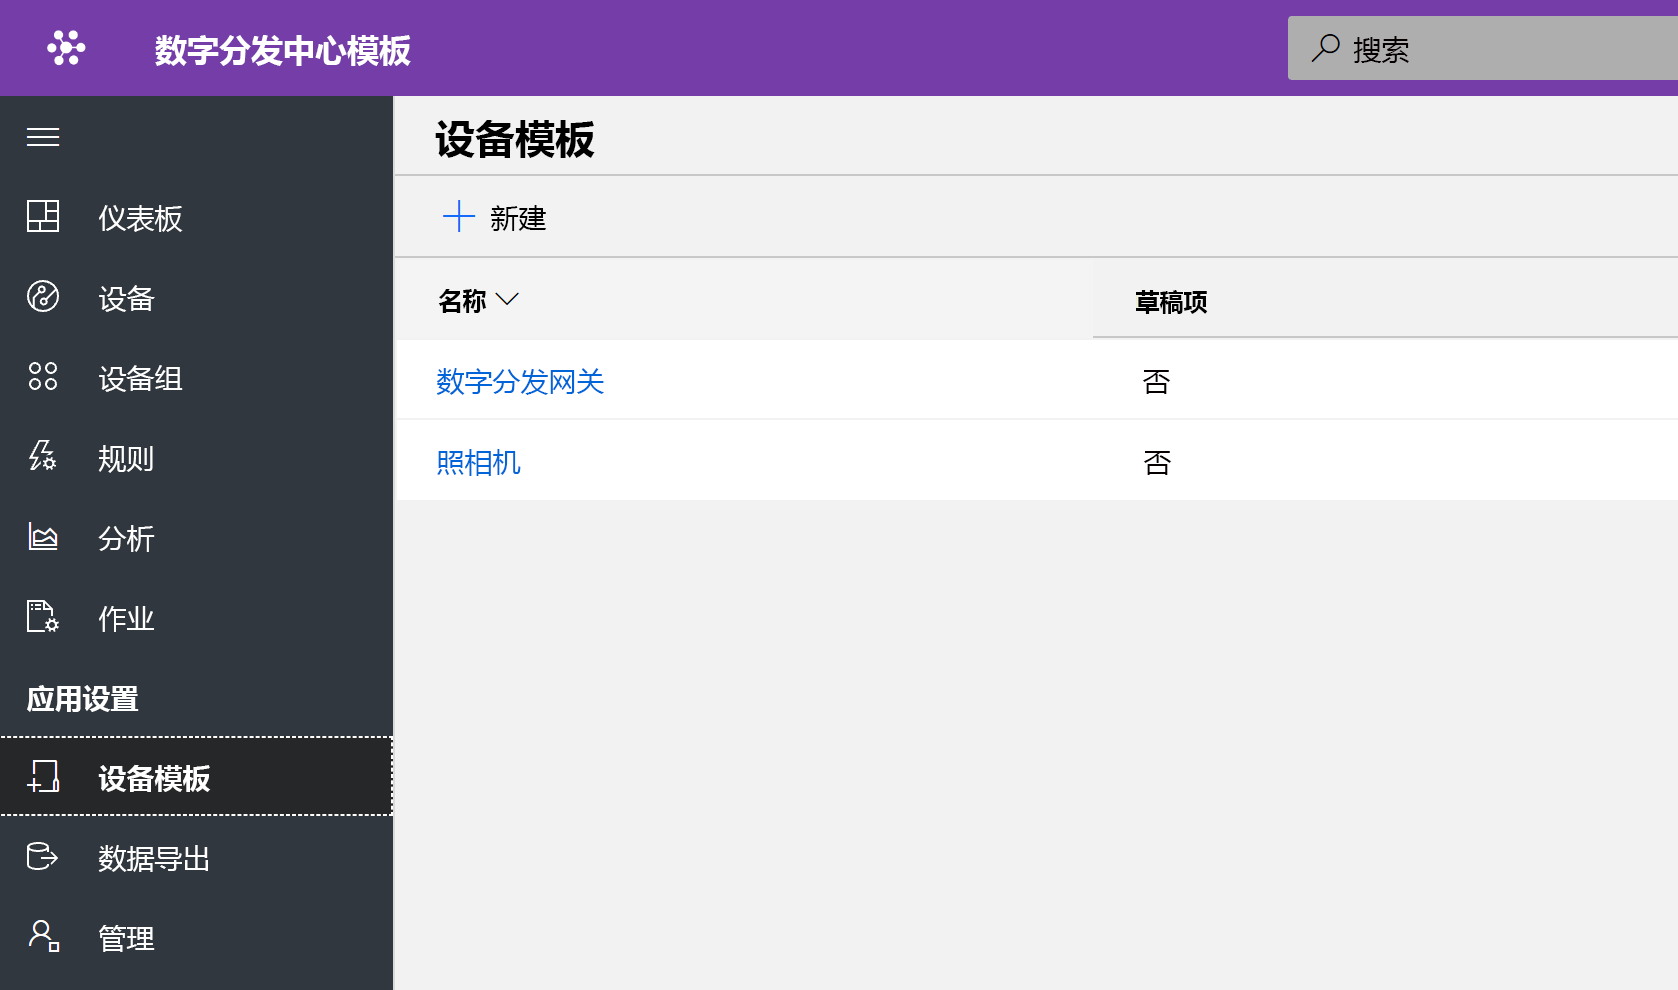 数字分发中心模板
搜索
仪表板
设备
设备组
规则
分析
作业
应用设置
设备模板
数据导出
管理
设备模板
新建
名称 草稿项
数字分发网关 否
照相机 否